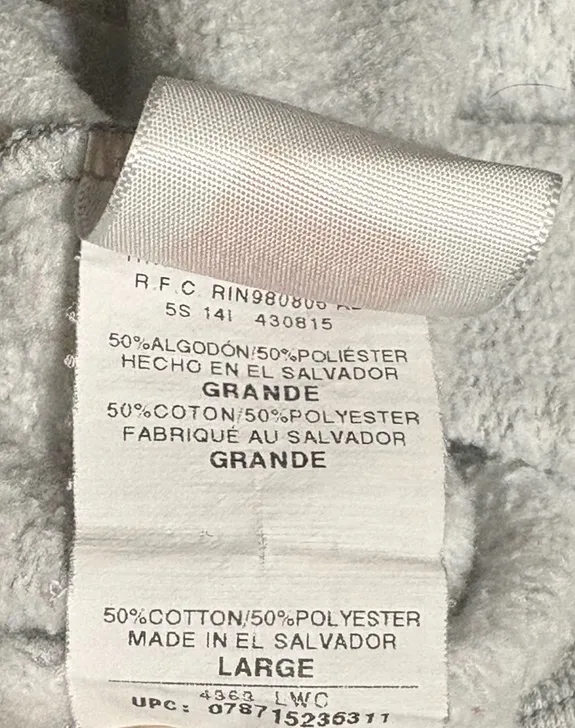 R.F.C. RIN980806
5S 14I 430815
50%ALGODÓN/50%POLIÉSTER
HECHO EN EL SALVADOR
GRANDE
50%COTON/50%POLYESTER
FABRIQUÉ AU SALVADOR
GRANDE
50%COTTON/50%POLYESTER
MADE IN EL SALVADOR
LARGE
4363 LWC
UPC: 078715236311